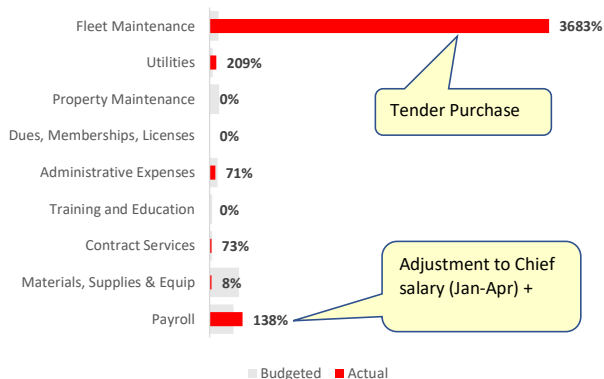 Fleet Maintenance 3683%
Utilities 209%
Tender Purchase
Property Maintenance 0%
Dues, Memberships, Licenses 0%
Administrative Expenses 71%
Training and Education 0%
Contract Services 73%
Adjustment to Chief
salary (Jan-Apr) +
Materials, Supplies & Equip 8%
Payroll 138%
Budgeted Actual